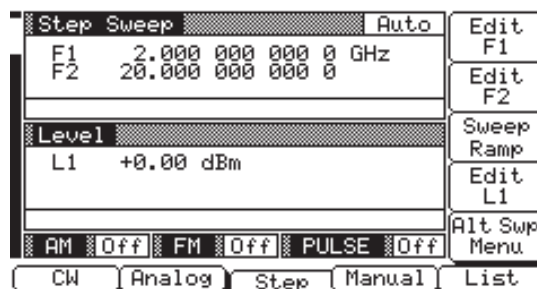 Step Sweep Auto
F1 2.000 000 000 0 GHz
F2 20.000 000 000 0
Level
L1 +0.00 dBm
AM Off FM Off PULSE Off
Edit
F1
Edit
F2
Sweep
Ramp
Edit
L1
Alt Swp
Menu
CW Analog Step Manual List